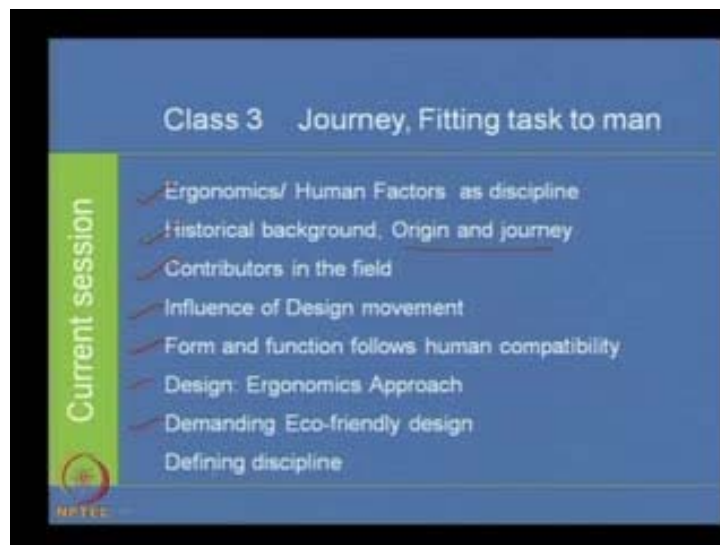 Class 3 Journey, Fitting task to man
Current session
Ergonomics/ Human Factors as discipline
Historical background, Origin and journey
Contributors in the field
Influence of Design movement
Form and function follows human compatibility
Design: Ergonomics Approach
Demanding Eco-friendly design
Defining discipline
NPTEL